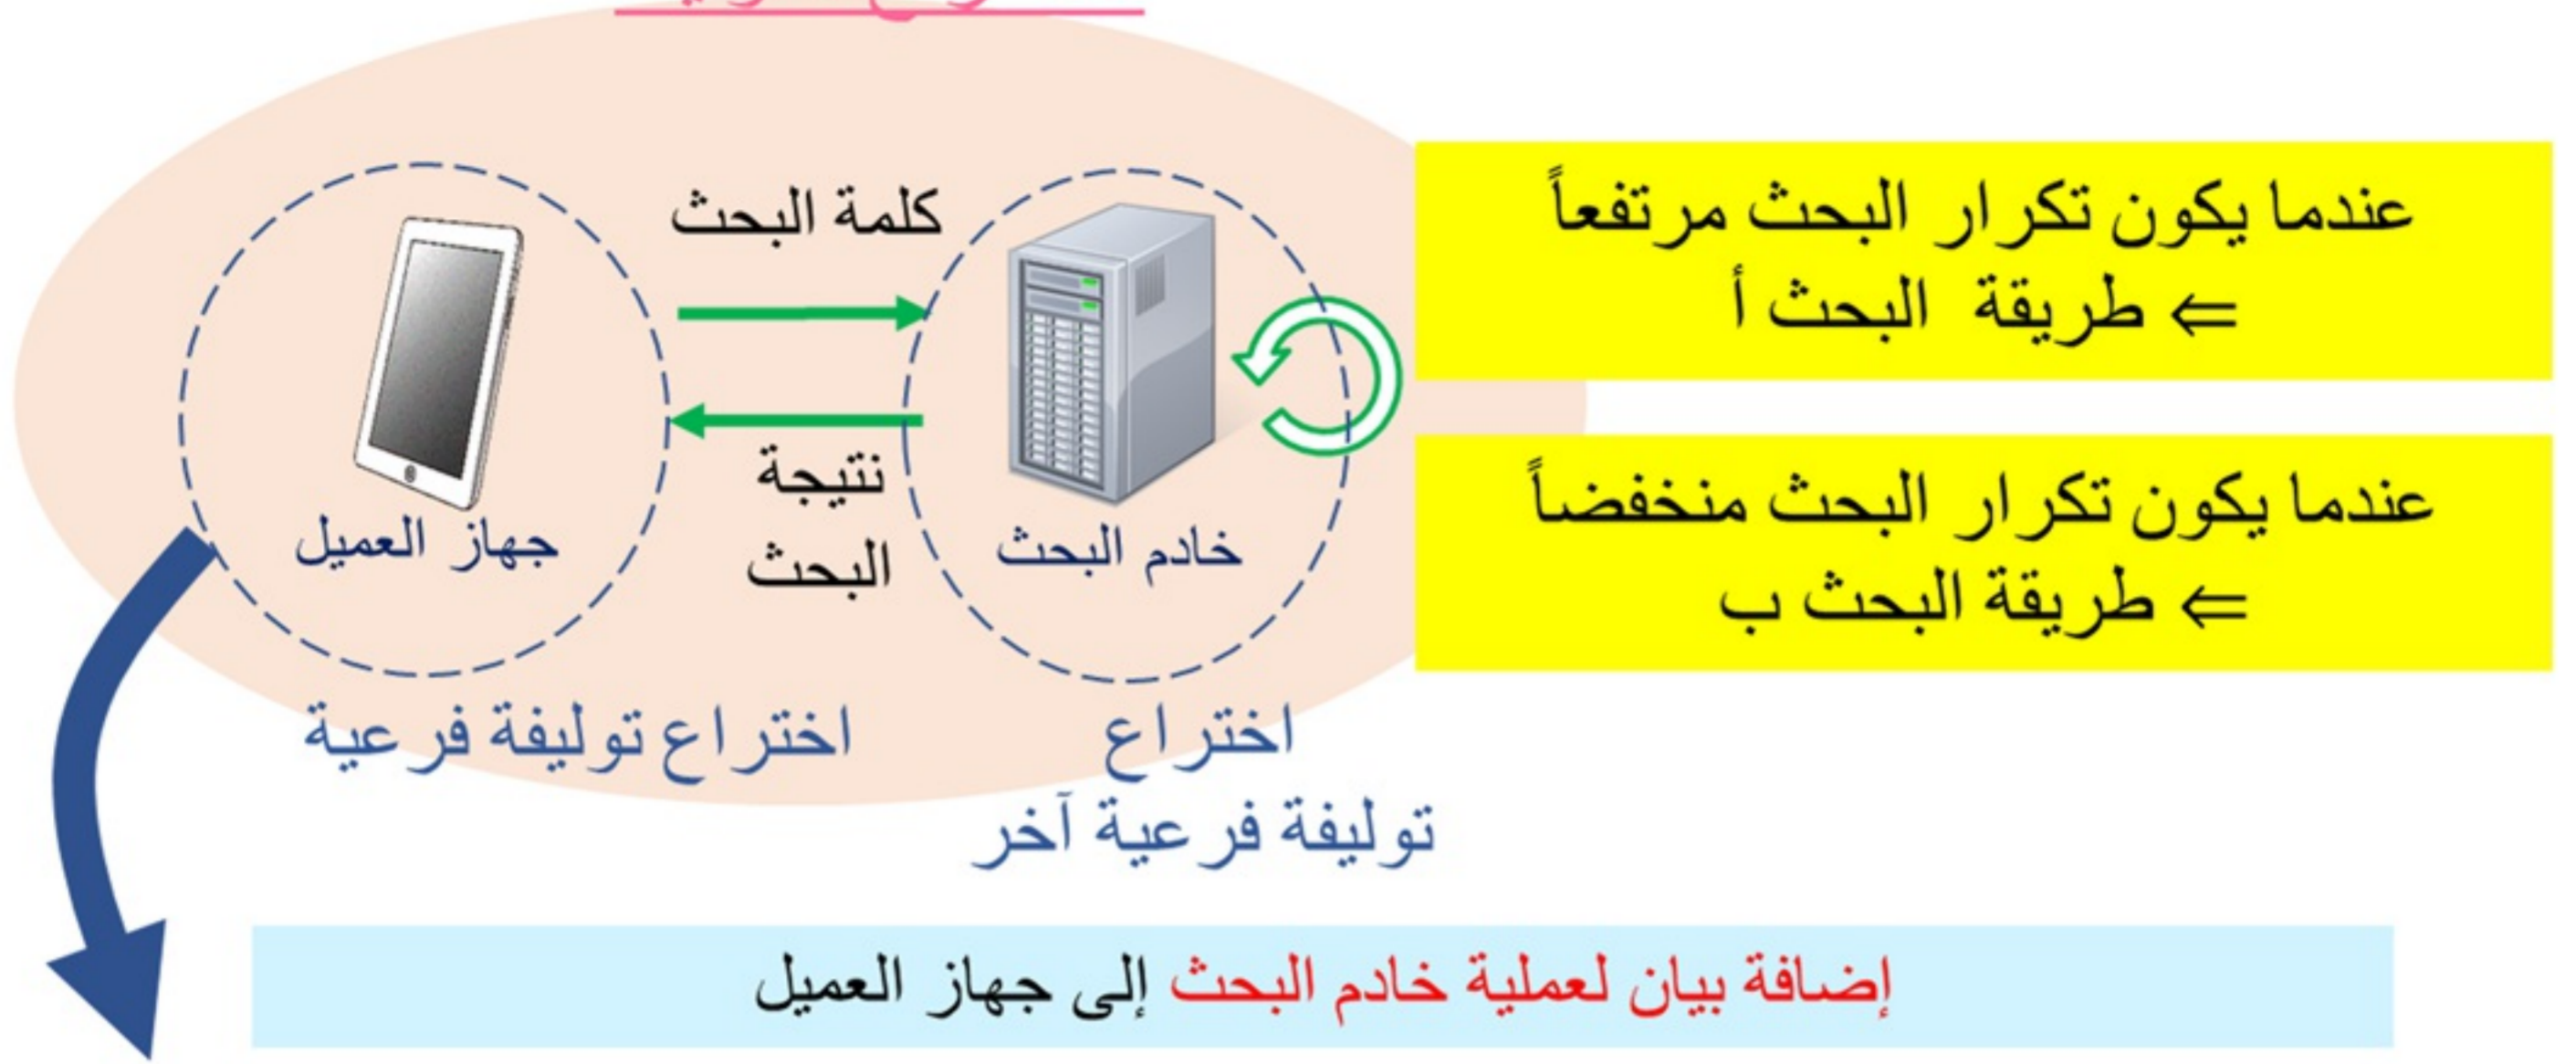 عندما يكون تكرار البحث مرتفعاً
⇐ طريقة البحث أ
كلمة البحث
نتيجة
البحث
خادم البحث
جهاز العميل
عندما يكون تكرار البحث منخفضاً
⇐ طريقة البحث ب
اختراع
توليفة فرعية آخر
اختراع توليفة فرعية
إضافة بيان لعملية خادم البحث إلى جهاز العميل